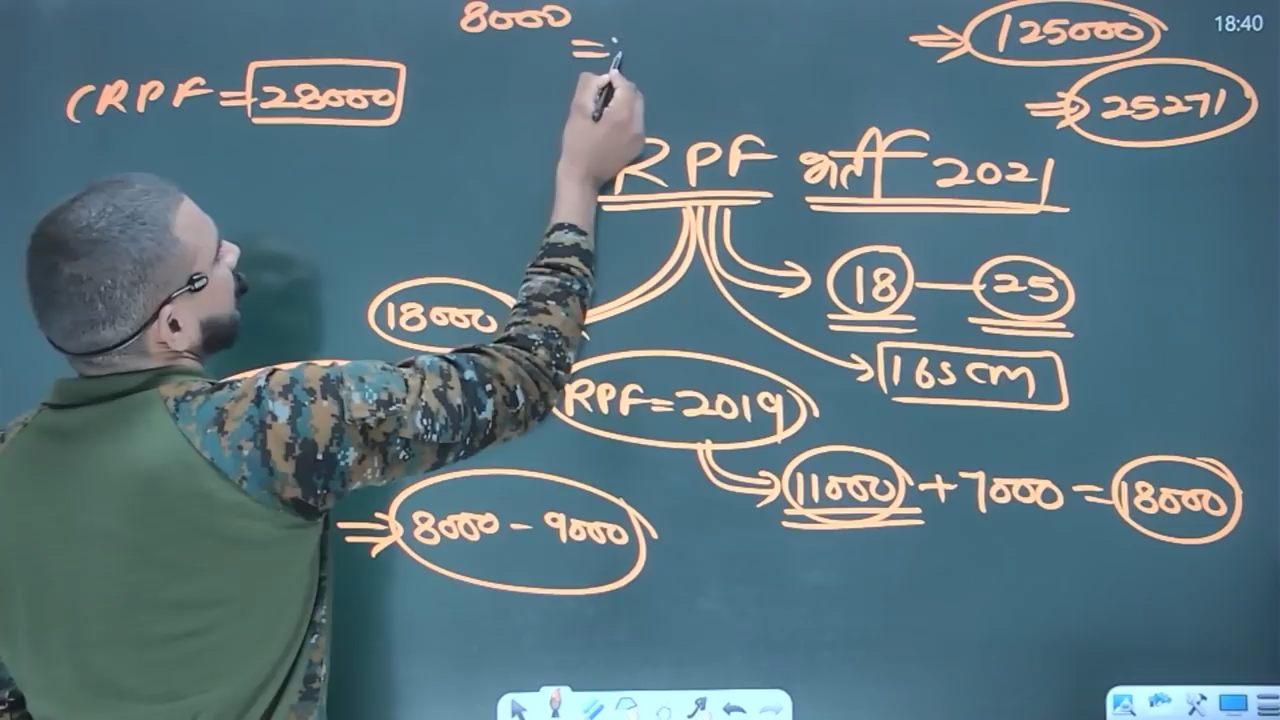 18:40
8000
=
⇒ 125000
⇒ 25271
CRPF = 28000
RPF भर्ती 2021
18 — 25
18000
165 cm
RPF = 2019
11000 + 7000 = 18000
⇒ 8000 - 9000